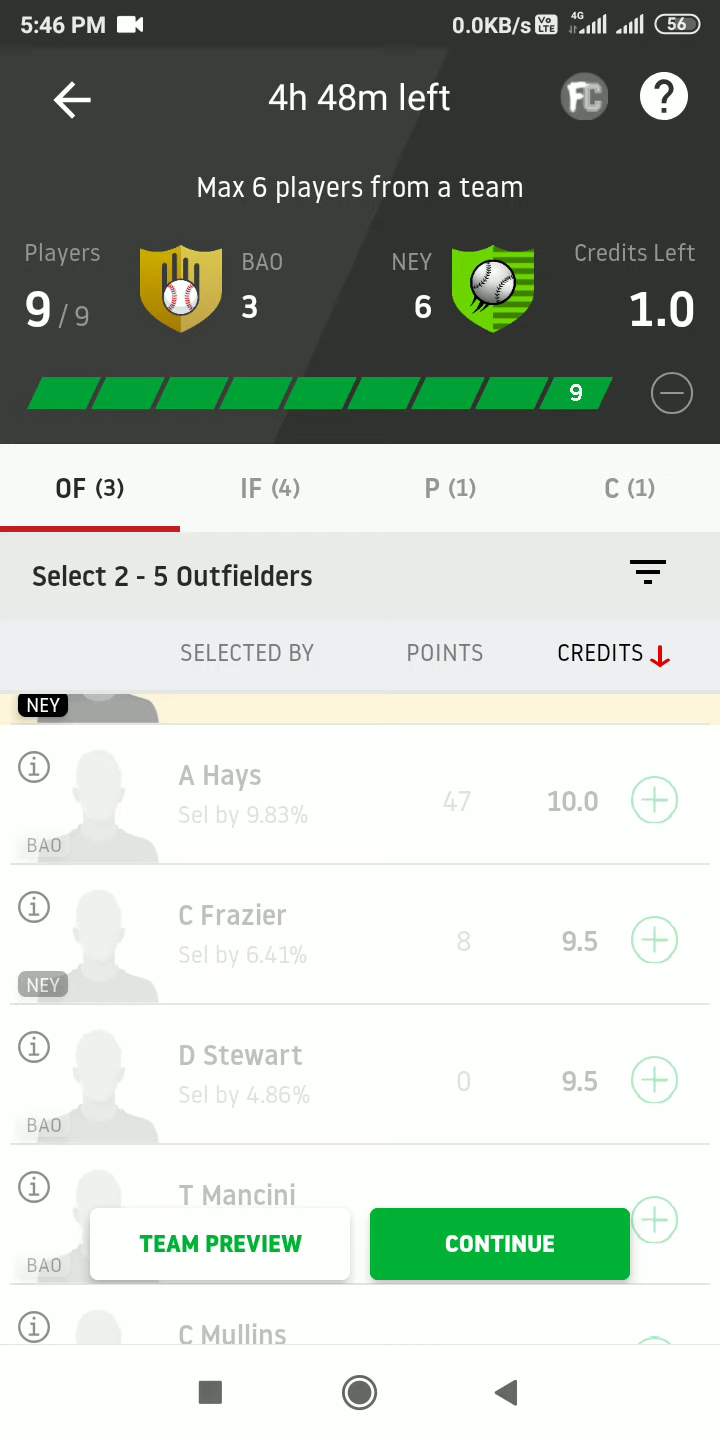 5:46 PM 0.0KB/s Vo LTE 4G 56
4h 48m left FC ?
Max 6 players from a team
Players BAO NEY Credits Left
9 / 9 3 6 1.0
9
OF (3) IF (4) P (1) C (1)
Select 2 - 5 Outfielders
SELECTED BY POINTS CREDITS
NEY
A Hays
Sel by 9.83% 47 10.0
BAO
C Frazier
Sel by 6.41% 8 9.5
NEY
D Stewart
Sel by 4.86% 0 9.5
BAO
T Mancini
TEAM PREVIEW CONTINUE
BAO
C Mullins